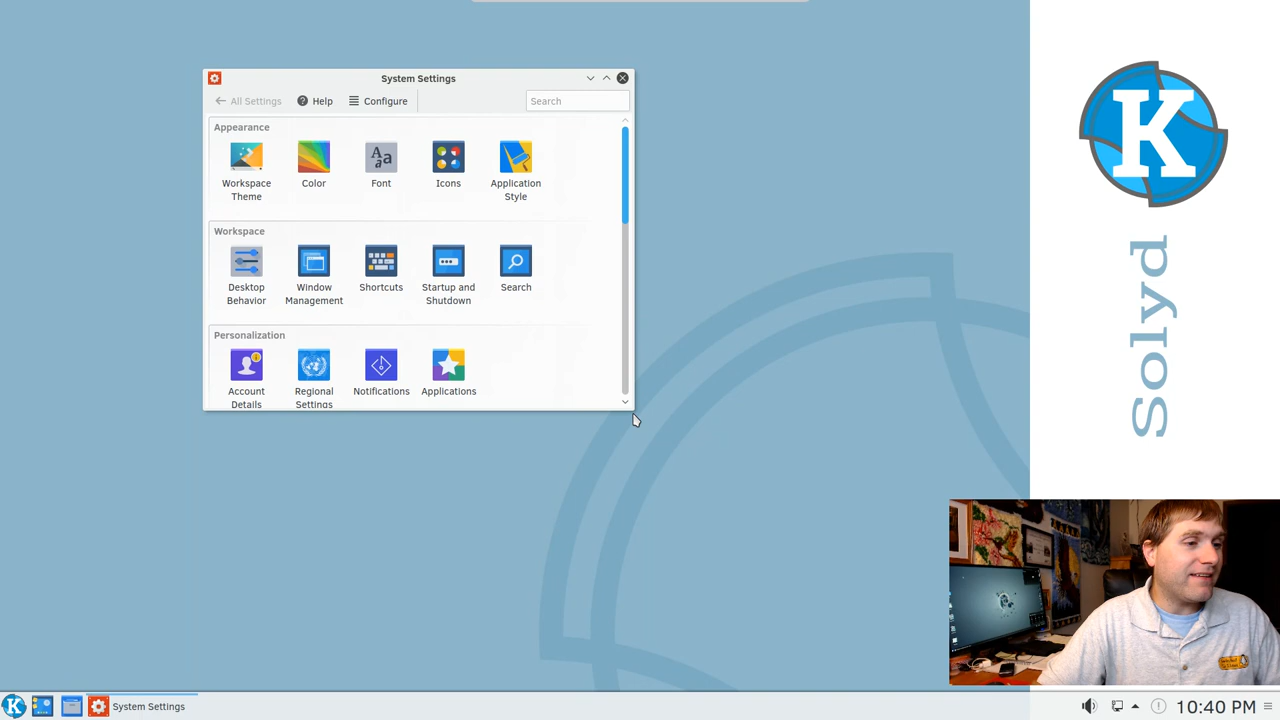 System Settings
All Settings
Help
Configure
Search
Appearance
Workspace Theme
Color
Font
Icons
Application Style
Workspace
Desktop Behavior
Window Management
Shortcuts
Startup and Shutdown
Search
Personalization
Account Details
Regional Settings
Notifications
Applications
K
Solyd
System Settings
10:40 PM